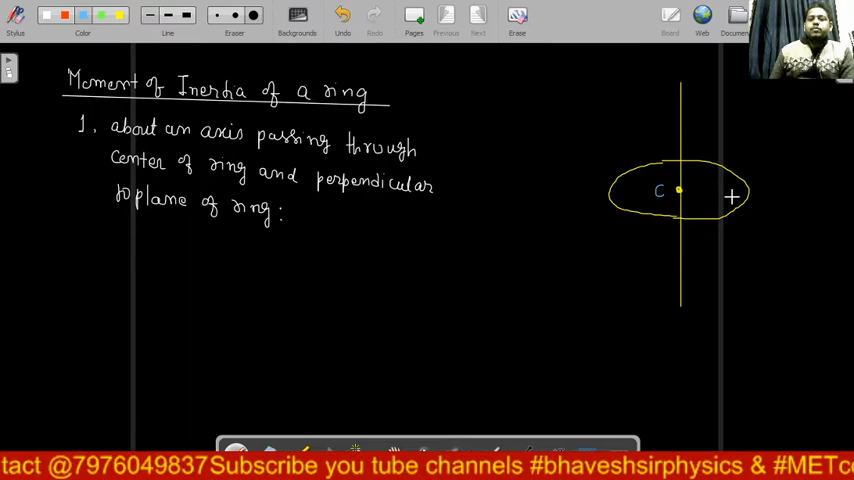 Stylus
Color
Line
Eraser
Backgrounds
Undo
Redo
Pages
Previous
Next
Erase
Board
Web
Documen
Moment of Inertia of a ring
1. about an axis passing through
center of ring and perpendicular
to plane of ring:
C
tact @7976049837Subscribe you tube channels #bhaveshsirphysics & #METco